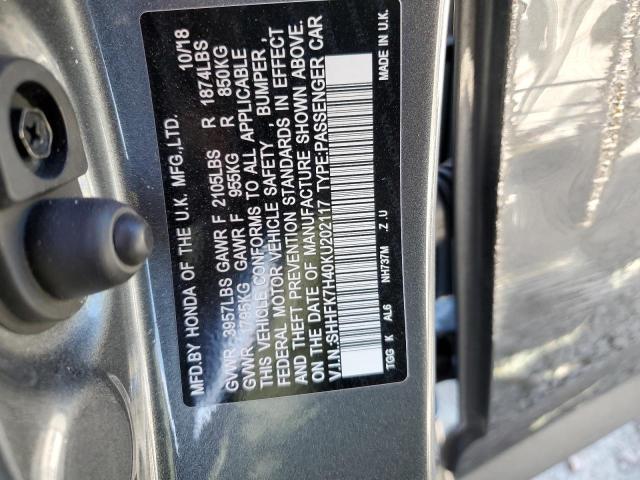 MFD.BY HONDA OF THE U.K. MFG.,LTD. 10/18
GVWR 3957LBS GAWR F 2105LBS R 1874LBS
GVWR 1795KG GAWR F 955KG R 850KG
THIS VEHICLE CONFORMS TO ALL APPLICABLE
FEDERAL MOTOR VEHICLE SAFETY , BUMPER ,
AND THEFT PREVENTION STANDARDS IN EFFECT
ON THE DATE OF MANUFACTURE SHOWN ABOVE.
V.I.N.:SHHFK7H40KU202117 TYPE:PASSENGER CAR
TGG K AL6 NH737M Z .U MADE IN U.K.